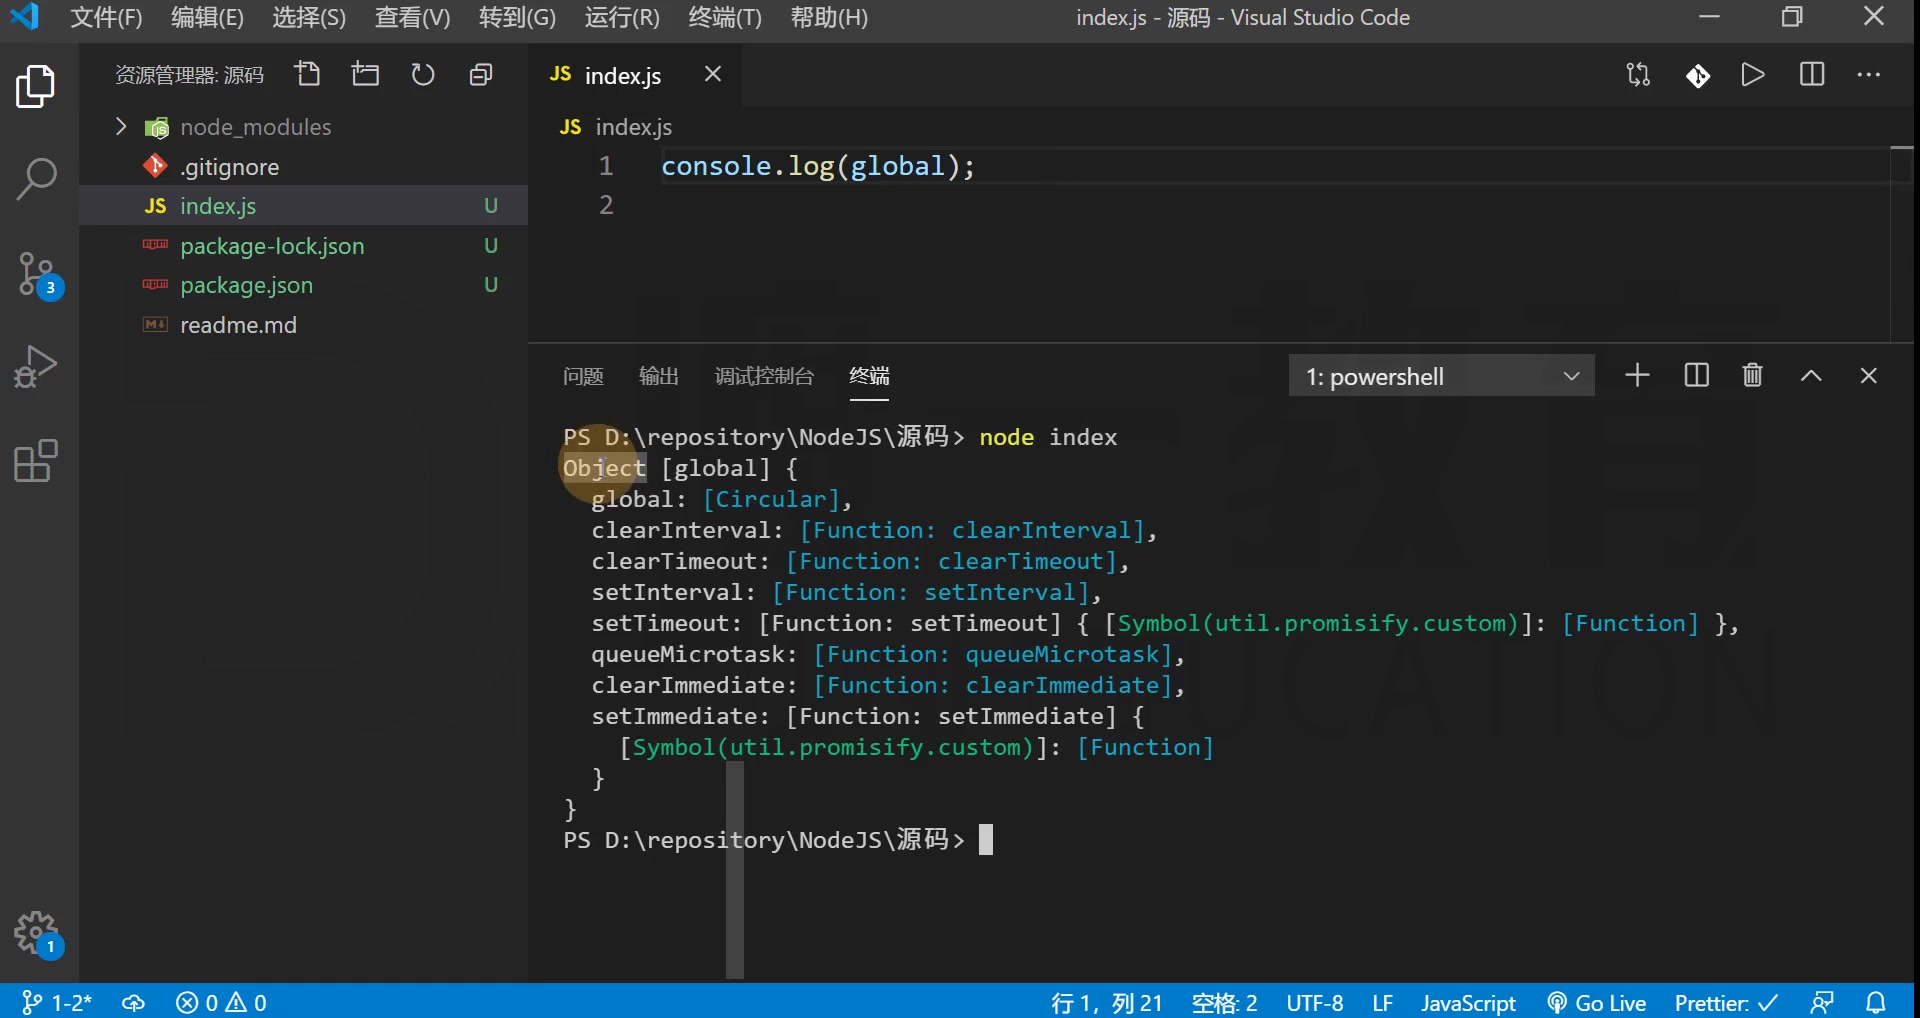 文件(F) 编辑(E) 选择(S) 查看(V) 转到(G) 运行(R) 终端(T) 帮助(H) index.js - 源码 - Visual Studio Code
资源管理器: 源码
node_modules
.gitignore
JS index.js U
package-lock.json U
package.json U
M↓ readme.md
3
1
JS index.js
JS index.js
1 console.log(global);
2
问题 输出 调试控制台 终端 1: powershell
PS D:\repository\NodeJS\源码> node index
Object [global] {
global: [Circular],
clearInterval: [Function: clearInterval],
clearTimeout: [Function: clearTimeout],
setInterval: [Function: setInterval],
setTimeout: [Function: setTimeout] { [Symbol(util.promisify.custom)]: [Function] },
queueMicrotask: [Function: queueMicrotask],
clearImmediate: [Function: clearImmediate],
setImmediate: [Function: setImmediate] {
[Symbol(util.promisify.custom)]: [Function]
}
}
PS D:\repository\NodeJS\源码>
1-2* 0 0 行 1，列 21 空格: 2 UTF-8 LF JavaScript Go Live Prettier: ✓